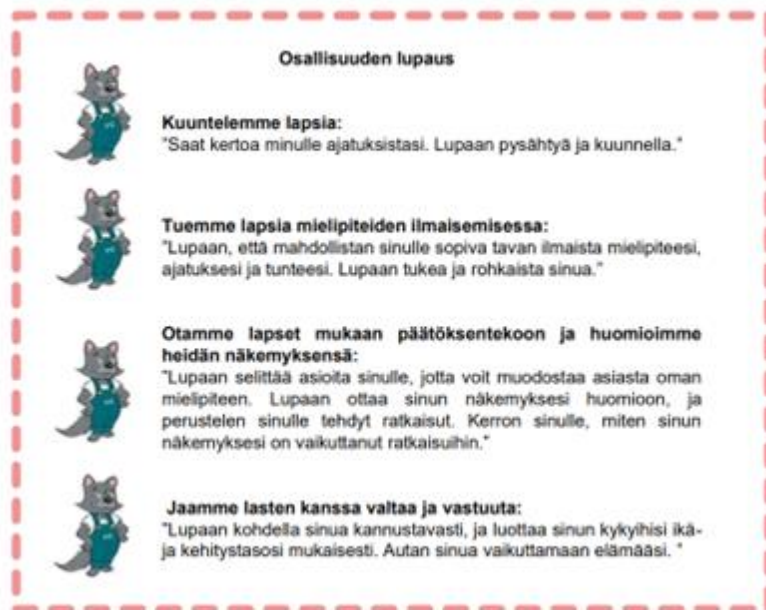 Osallisuuden lupaus
Kuuntelemme lapsia:
"Saat kertoa minulle ajatuksistasi. Lupaan pysähtyä ja kuunnella."
Tuemme lapsia mielipiteiden ilmaisemisessa:
"Lupaan, että mahdollistan sinulle sopiva tavan ilmaista mielipiteesi,
ajatuksesi ja tunteesi. Lupaan tukea ja rohkaista sinua."
Otamme lapset mukaan päätöksentekoon ja huomioimme
heidän näkemyksensä:
"Lupaan selittää asioita sinulle, jotta voit muodostaa asiasta oman
mielipiteen. Lupaan ottaa sinun näkemyksesi huomioon, ja
perustelen sinulle tehdyt ratkaisut. Kerron sinulle, miten sinun
näkemyksesi on vaikuttanut ratkaisuihin."
Jaamme lasten kanssa valtaa ja vastuuta:
"Lupaan kohdella sinua kannustavasti, ja luottaa sinun kykyihisi ikä-
ja kehitystasosi mukaisesti. Autan sinua vaikuttamaan elämääsi. "